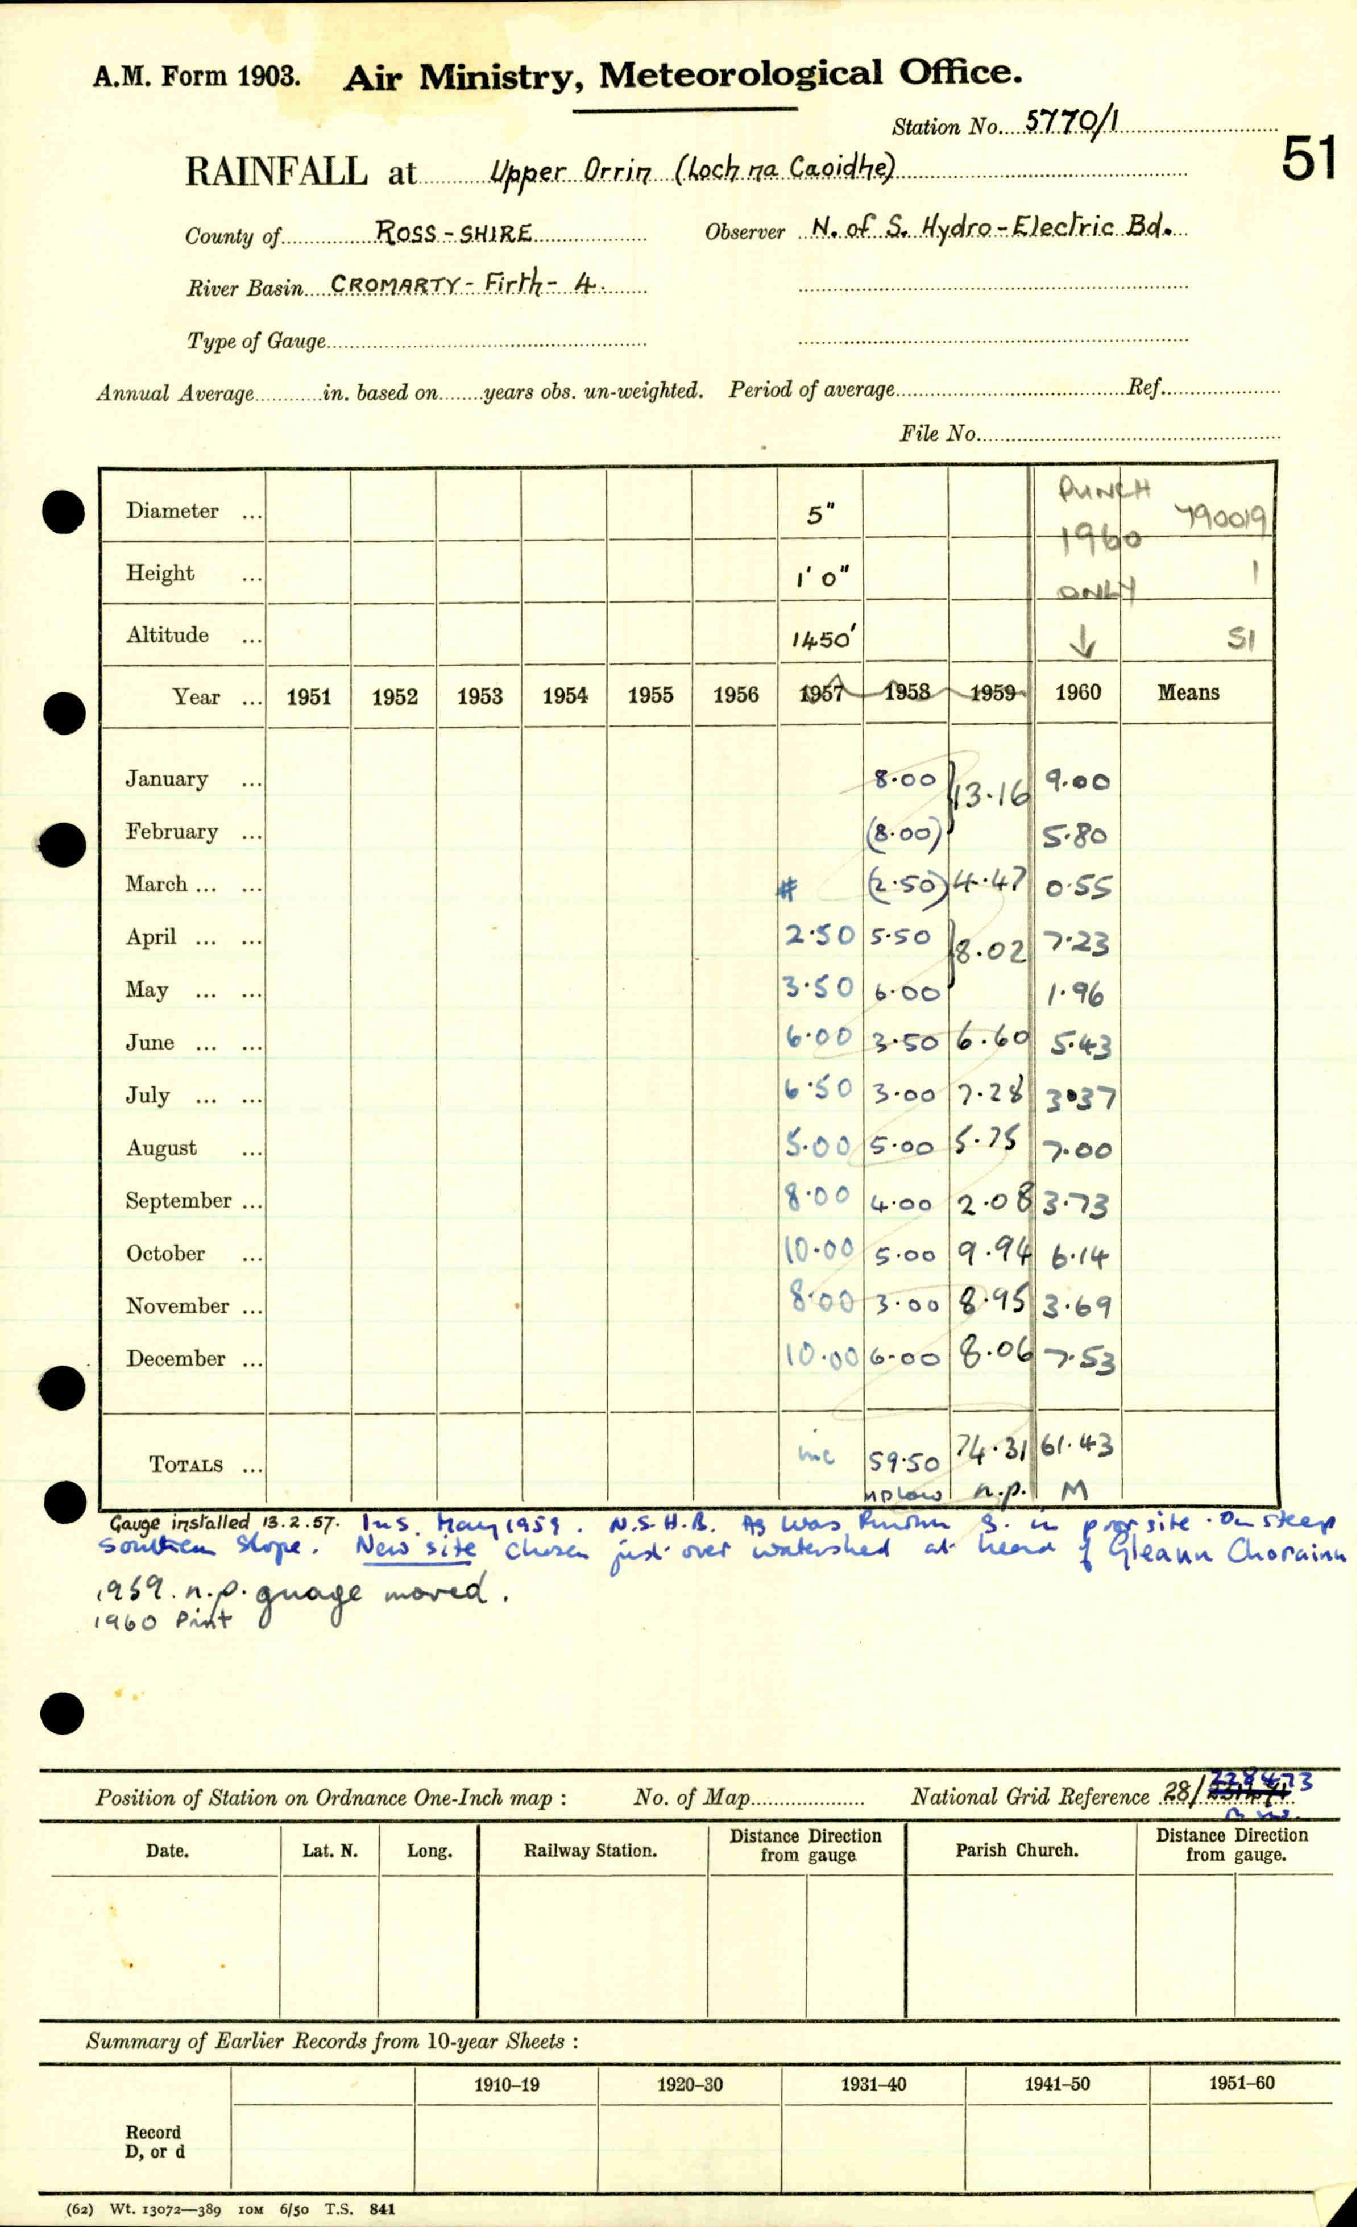 A.M. Form 1903. Air Ministry, Meteorological Office.
Station No. 5770/1
51
RAINFALL at Upper Orrin (Loch na Caoidhe)
County of ROSS-SHIRE Observer N. of S. Hydro-Electric Bd.
River Basin CROMARTY-Firth-4.
Type of Gauge
Annual Average in. based on years obs. un-weighted. Period of average Ref.
File No.
Diameter ... 5" PUNCH 790019
1960
Height ... 1' 0" ONLY 1
Altitude ... 1450' ↓ 51
Year ... 1951 1952 1953 1954 1955 1956 1957 1958 1959 1960 Means
January ... 8.00 }13.16 9.00
February ... (8.00) 5.80
March ... ... # (2.50) 4.47 0.55
April ... ... 2.50 5.50 }8.02 7.23
May ... ... 3.50 6.00 1.96
June ... ... 6.00 3.50 6.60 5.43
July ... ... 6.50 3.00 7.28 3.37
August ... 5.00 5.00 5.75 7.00
September ... 8.00 4.00 2.08 3.73
October ... 10.00 5.00 9.94 6.14
November ... 8.00 3.00 8.95 3.69
December ... 10.00 6.00 8.06 7.53
TOTALS ... inc 59.50 74.31 61.43
np low n.p. M
Gauge installed 13.2.57. Ins. May 1959. N.S.H.B. As was g. in poor site. On steep
Southern Slope. New site chosen just over watershed at head of Gleann Chorainn
1959. n.p. guage moved.
1960 Print
Position of Station on Ordnance One-Inch map : No. of Map National Grid Reference 28/ 228473
Date. Lat. N. Long. Railway Station. Distance Direction from gauge Parish Church. Distance Direction from gauge.
Summary of Earlier Records from 10-year Sheets :
1910-19 1920-30 1931-40 1941-50 1951-60
Record
D, or d
(62) Wt. 13072—389 10M 6/50 T.S. 841